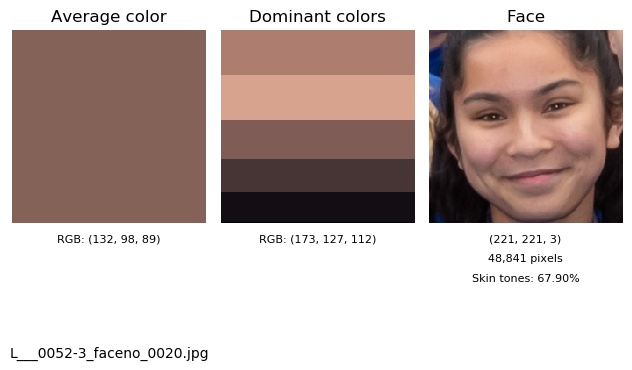 Average color
Dominant colors
Face
RGB: (132, 98, 89)
RGB: (173, 127, 112)
(221, 221, 3)
48,841 pixels
Skin tones: 67.90%
L___0052-3_faceno_0020.jpg